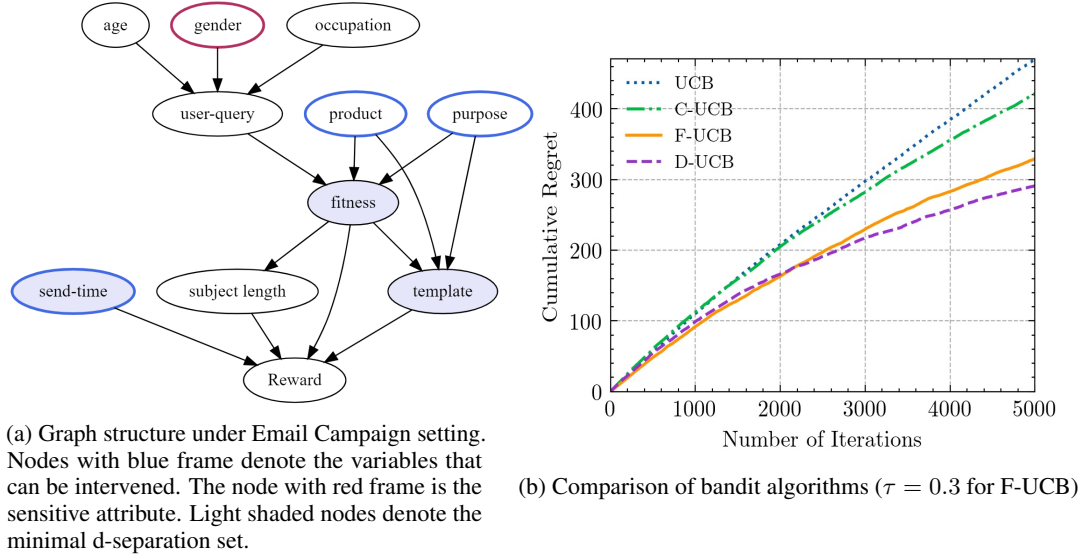 age
gender
occupation
user-query
product
purpose
fitness
send-time
subject length
template
Reward
(a) Graph structure under Email Campaign setting.
Nodes with blue frame denote the variables that
can be intervened. The node with red frame is the
sensitive attribute. Light shaded nodes denote the
minimal d-separation set.
UCB
C-UCB
F-UCB
D-UCB
Cumulative Regret
400
300
200
100
0
0 1000 2000 3000 4000 5000
Number of Iterations
(b) Comparison of bandit algorithms (τ = 0.3 for F-UCB)